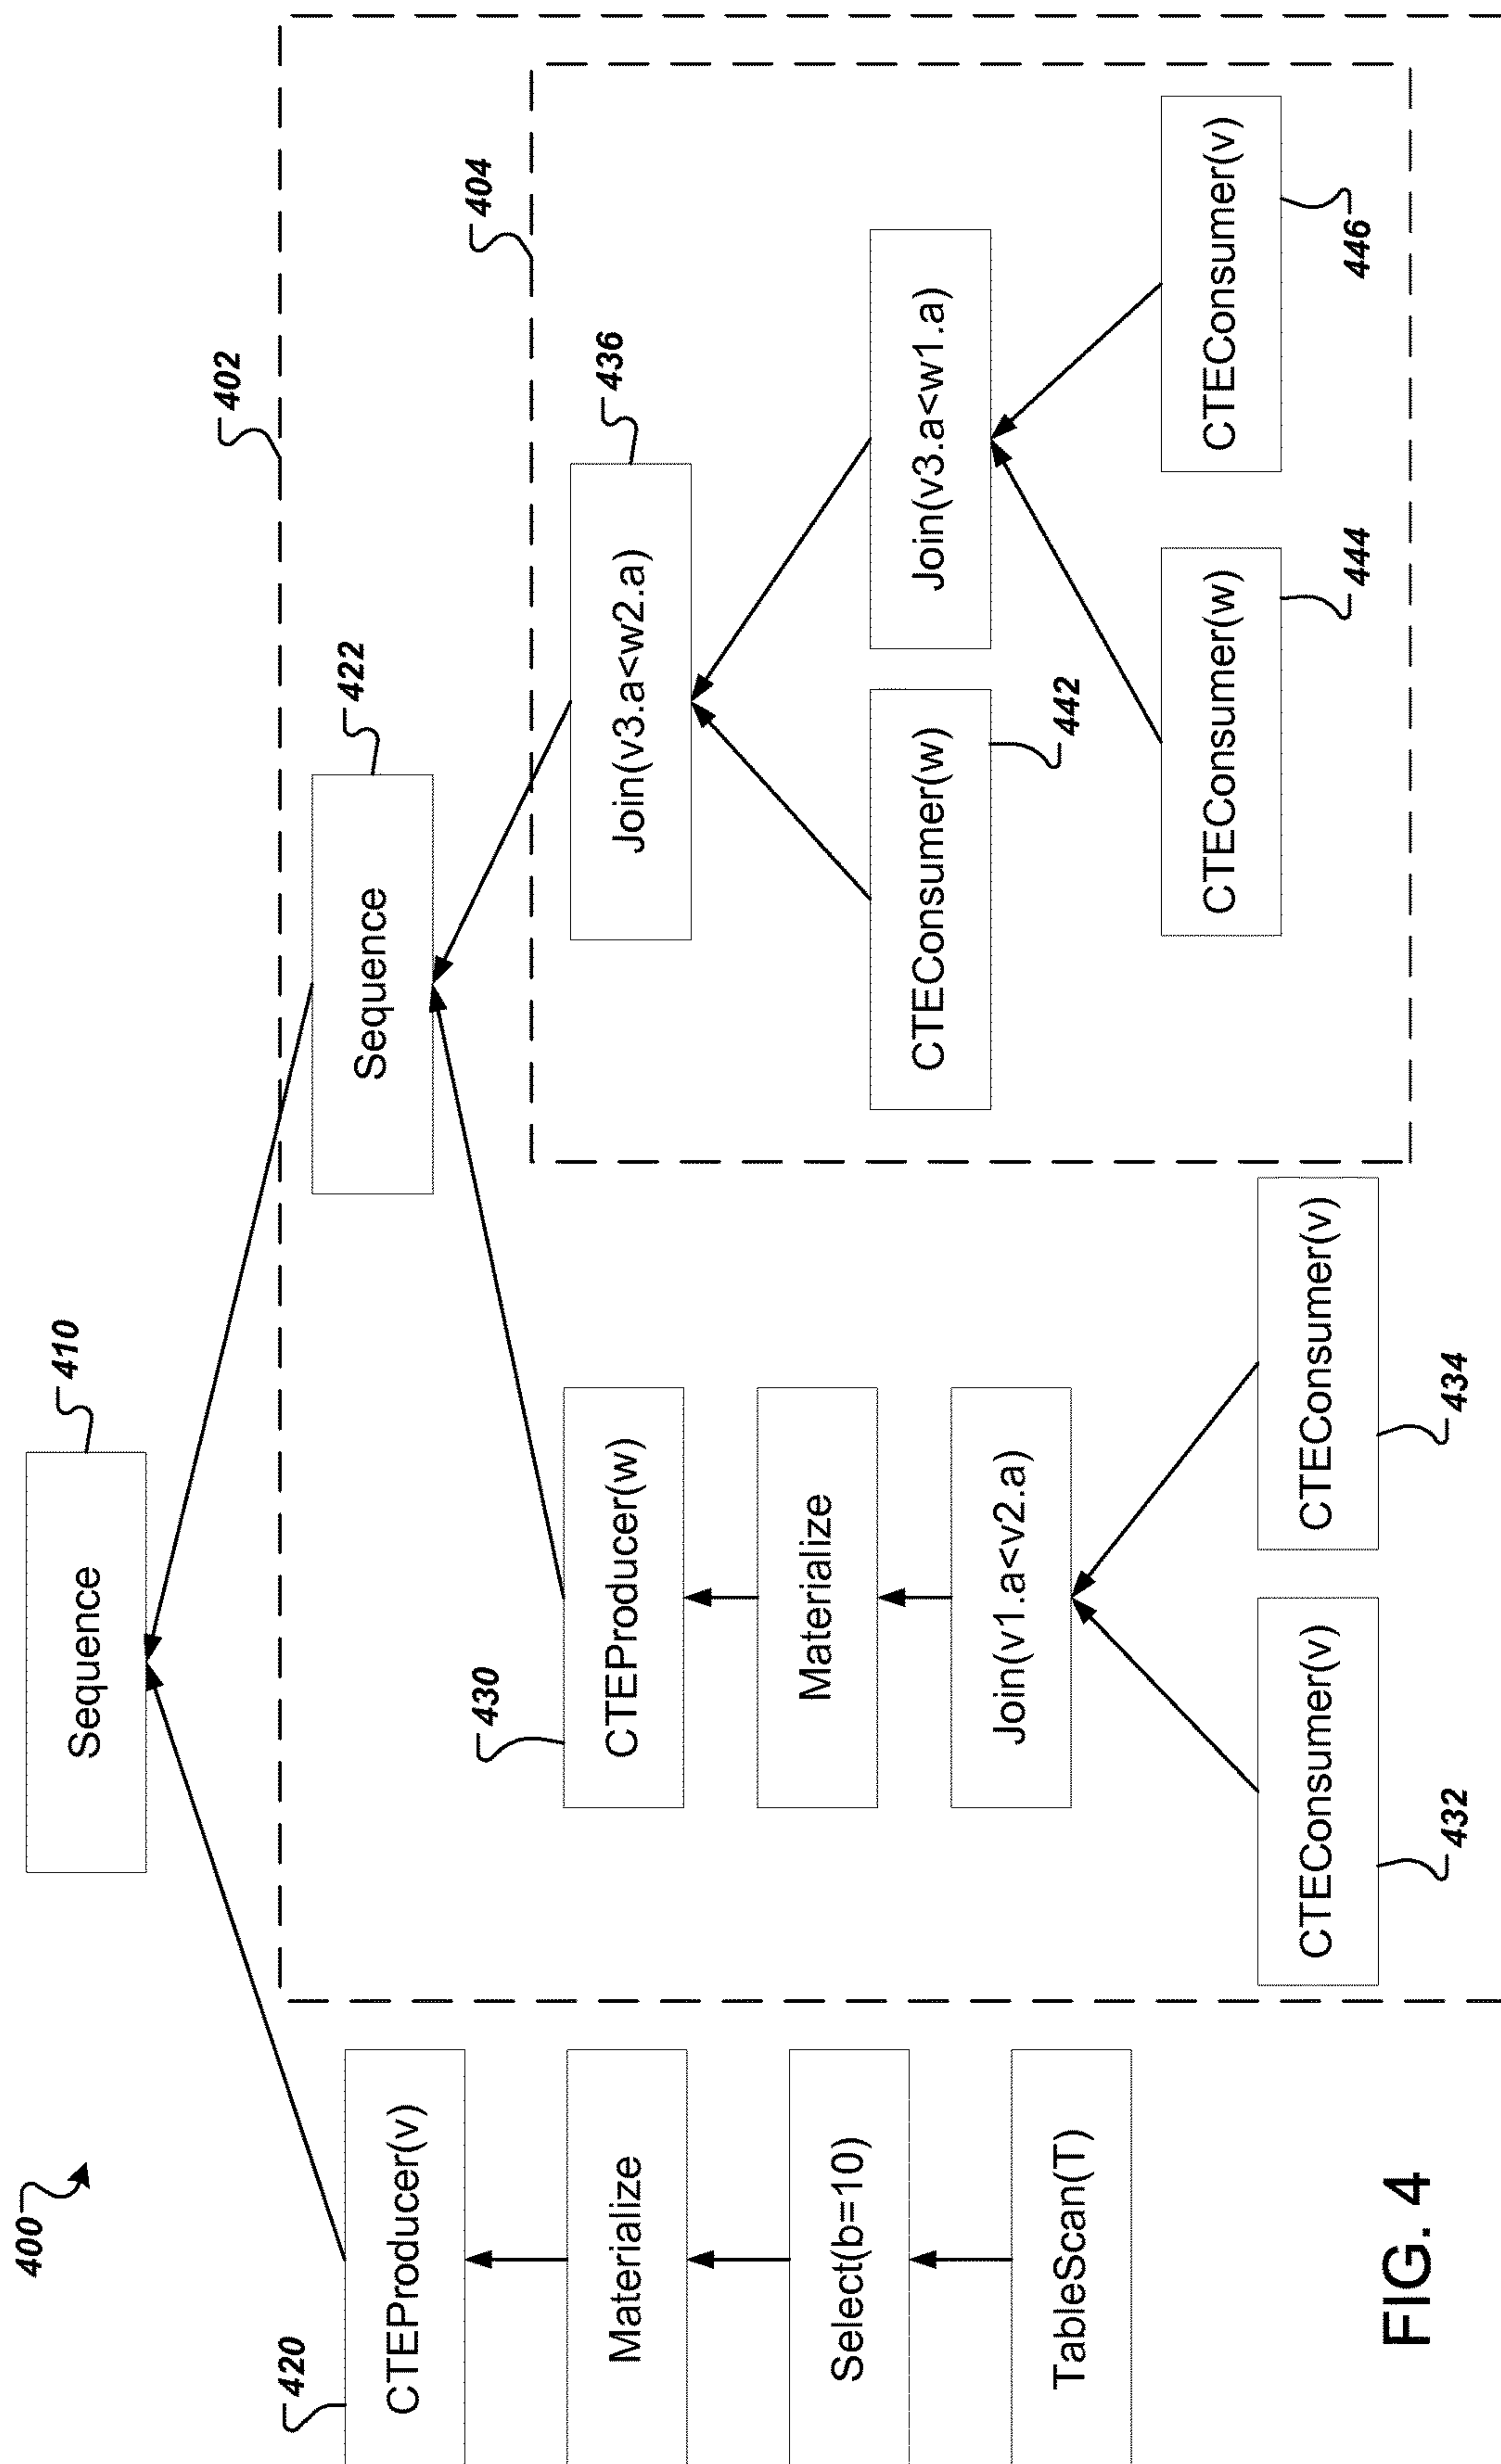 400
Sequence
410
402
420
CTEProducer(v)
Sequence
422
Materialize
Select(b=10)
TableScan(T)
430
CTEProducer(w)
Materialize
Join(v1.a<v2.a)
CTEConsumer(v)
432
CTEConsumer(v)
434
404
Join(v3.a<w2.a)
436
CTEConsumer(w)
442
Join(v3.a<w1.a)
CTEConsumer(w)
444
CTEConsumer(v)
446
FIG. 4